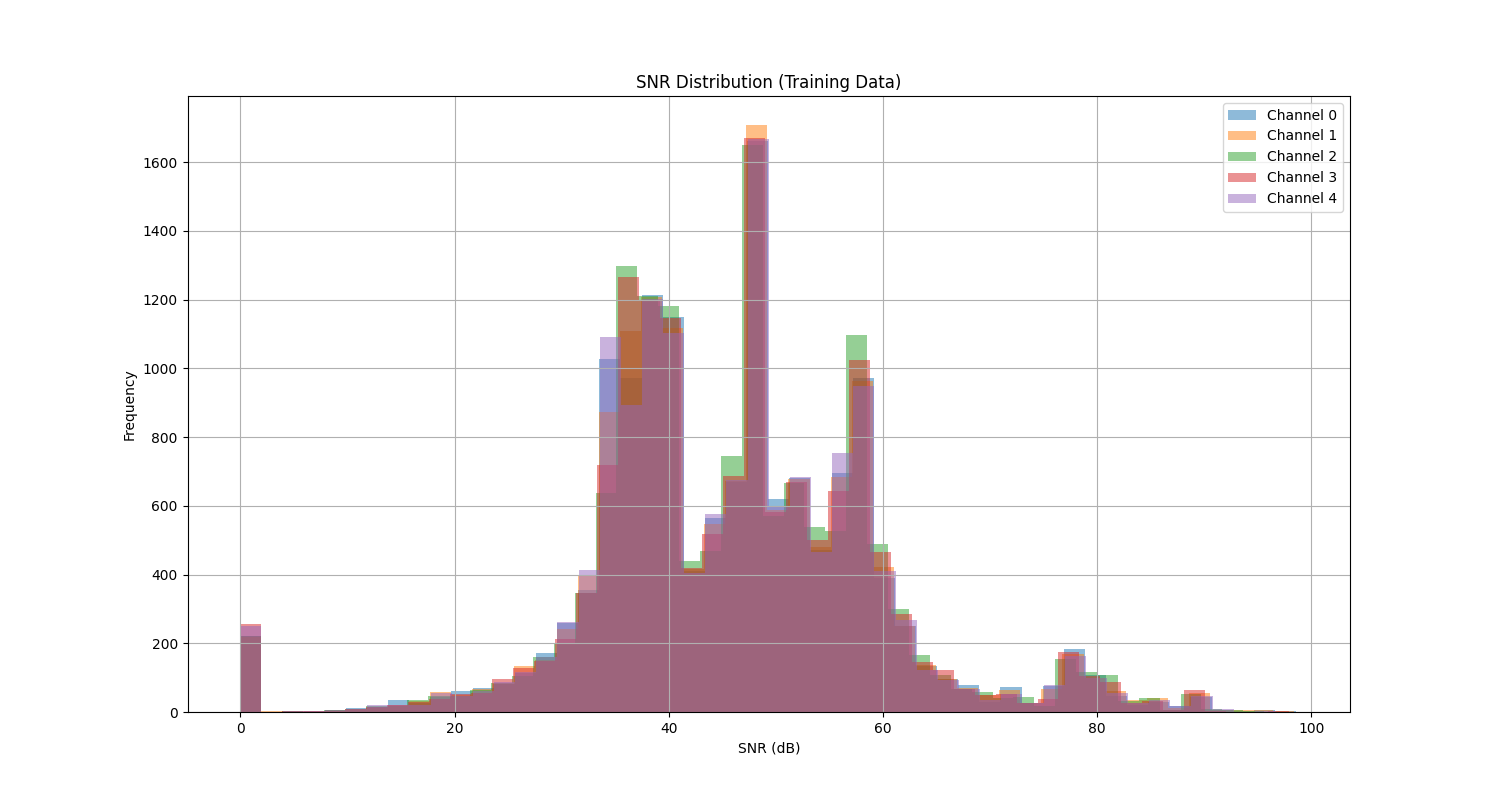 SNR Distribution (Training Data)
Channel 0
Channel 1
Channel 2
Channel 3
Channel 4
1600
1400
1200
1000
800
600
400
200
0
Frequency
0 20 40 60 80 100
SNR (dB)